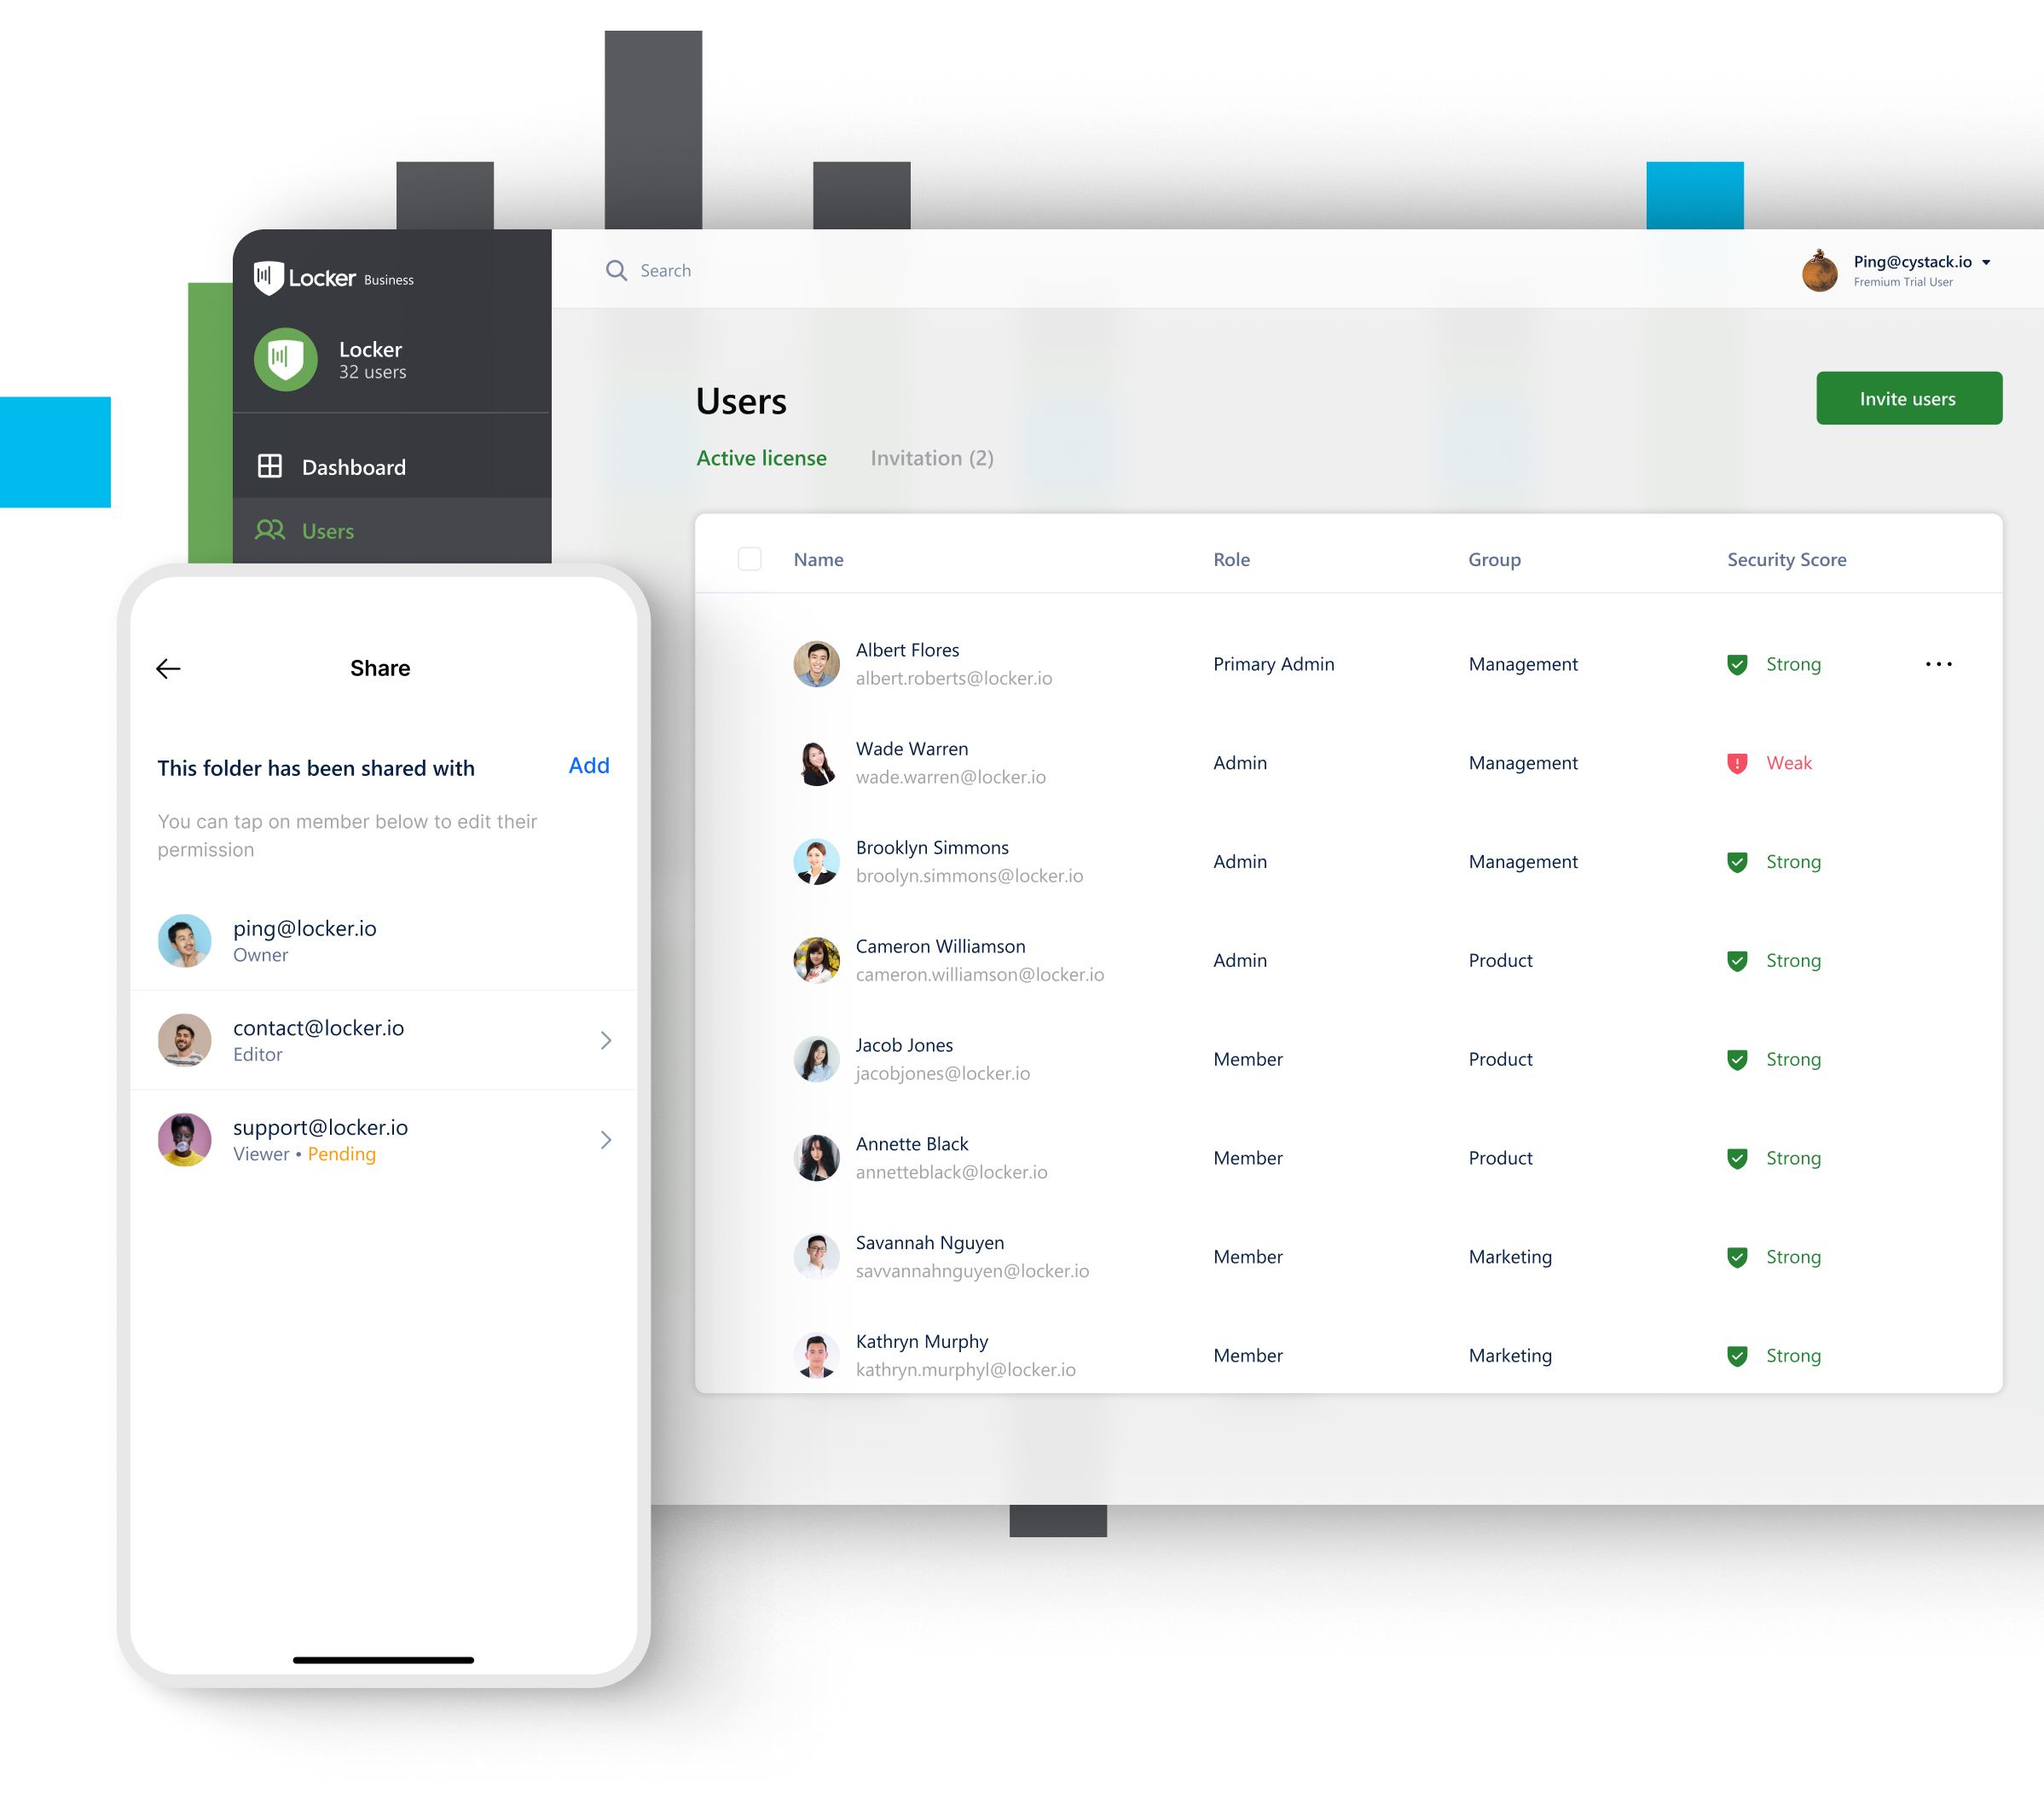 Locker Business
Locker
32 users
Dashboard
Users
Search
Ping@cystack.io
Fremium Trial User
Users
Invite users
Active license Invitation (2)
Name Role Group Security Score
Albert Flores
albert.roberts@locker.io
Primary Admin Management Strong
Wade Warren
wade.warren@locker.io
Admin Management Weak
Brooklyn Simmons
broolyn.simmons@locker.io
Admin Management Strong
Cameron Williamson
cameron.williamson@locker.io
Admin Product Strong
Jacob Jones
jacobjones@locker.io
Member Product Strong
Annette Black
annetteblack@locker.io
Member Product Strong
Savannah Nguyen
savvannahnguyen@locker.io
Member Marketing Strong
Kathryn Murphy
kathryn.murphyl@locker.io
Member Marketing Strong
Share
This folder has been shared with Add
You can tap on member below to edit their
permission
ping@locker.io
Owner
contact@locker.io
Editor
support@locker.io
Viewer • Pending